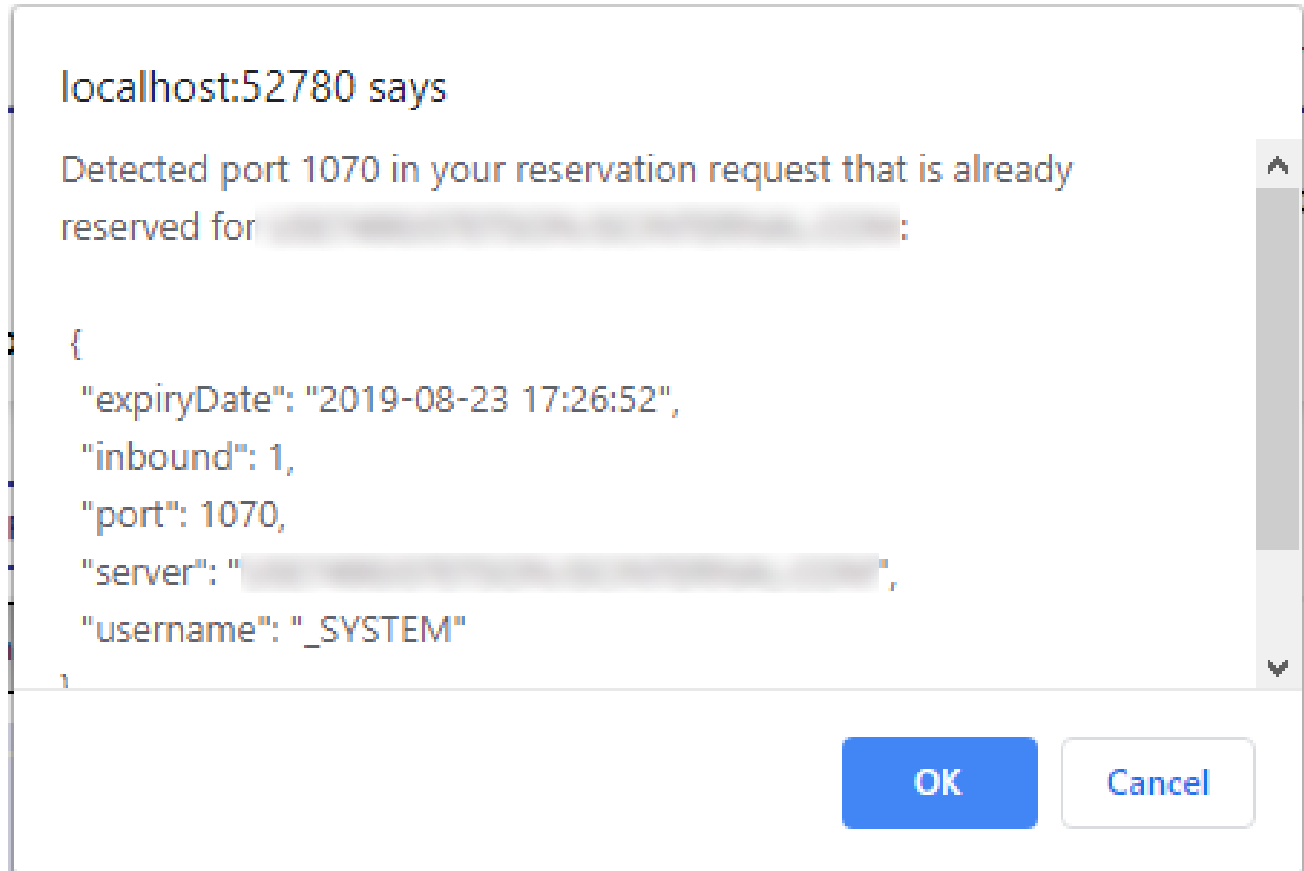 localhost:52780 says
Detected port 1070 in your reservation request that is already
reserved for :
{
"expiryDate": "2019-08-23 17:26:52",
"inbound": 1,
"port": 1070,
"server": "",
"username": "_SYSTEM"
}
OK Cancel